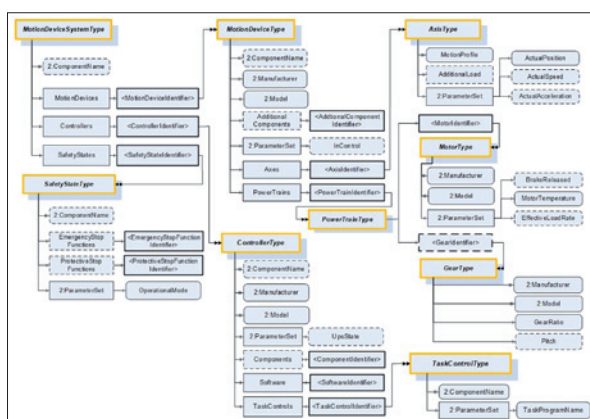 MotionDeviceSystemType
2:ComponentName
MotionDevices
<MotionDeviceIdentifier>
Controllers
<ControllerIdentifier>
SafetyStates
<SafetyStateIdentifier>
SafetyStateType
2:ComponentName
EmergencyStop
Functions
<EmergencyStopFunction
Identifier>
ProtectiveStop
Functions
<ProtectiveStopFunction
Identifier>
2:ParameterSet
OperationalMode
MotionDeviceType
2:ComponentName
2:Manufacturer
2:Model
Additional
Components
<AdditionalComponent
Identifier>
2:ParameterSet
InControl
Axes
<AxisIdentifier>
PowerTrains
<PowerTrainIdentifier>
PowerTrainType
ControllerType
2:ComponentName
2:Manufacturer
2:Model
2:ParameterSet
UpsState
Components
<ComponentIdentifier>
Software
<SoftwareIdentifier>
TaskControls
<TaskControlIdentifier>
AxisType
MotionProfile
AdditionalLoad
2:ParameterSet
ActualPosition
ActualSpeed
ActualAcceleration
<MotorIdentifier>
MotorType
2:Manufacturer
2:Model
2:ParameterSet
BrakeReleased
MotorTemperature
EffectiveLoadRate
<GearIdentifier>
GearType
2:Manufacturer
2:Model
GearRatio
Pitch
TaskControlType
2:ComponentName
2:ParameterSet
TaskProgramName